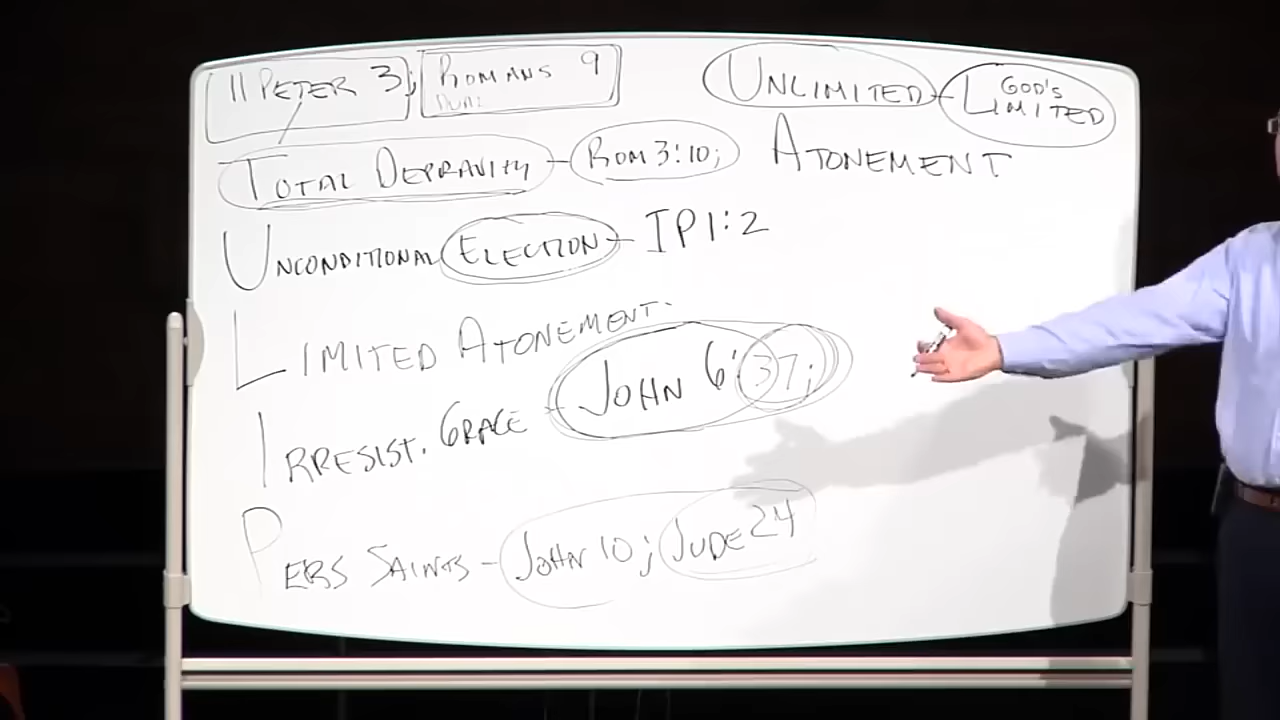 II PETER 3; ROMANS 9
UNLIMITED - GOD'S LIMITED
ATONEMENT
TOTAL DEPRAVITY - ROM 3:10;
UNCONDITIONAL ELECTION - I P 1:2
LIMITED ATONEMENT.
IRRESIST. GRACE - JOHN 6:37;
PERS SAINTS - JOHN 10; JUDE 24